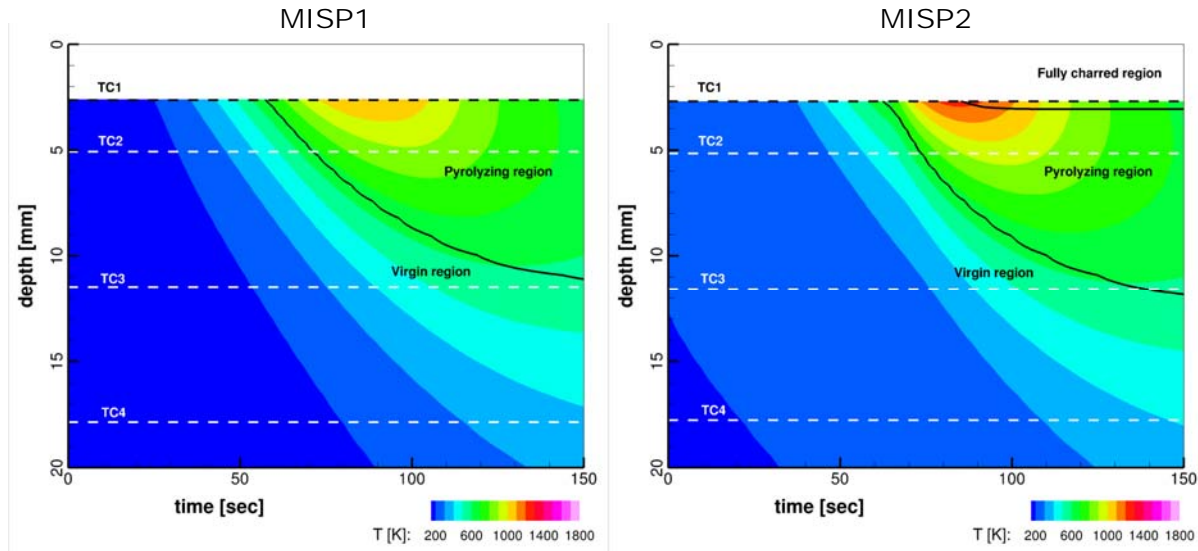 MISP1
MISP2
0
TC1
TC2
5
Pyrolyzing region
depth [mm]
10
Virgin region
TC3
15
TC4
20
0 50 100 150
time [sec]
T [K]: 200 600 1000 1400 1800
0
Fully charred region
TC1
TC2
5
Pyrolyzing region
depth [mm]
10
Virgin region
TC3
15
TC4
20
0 50 100 150
time [sec]
T [K]: 200 600 1000 1400 1800